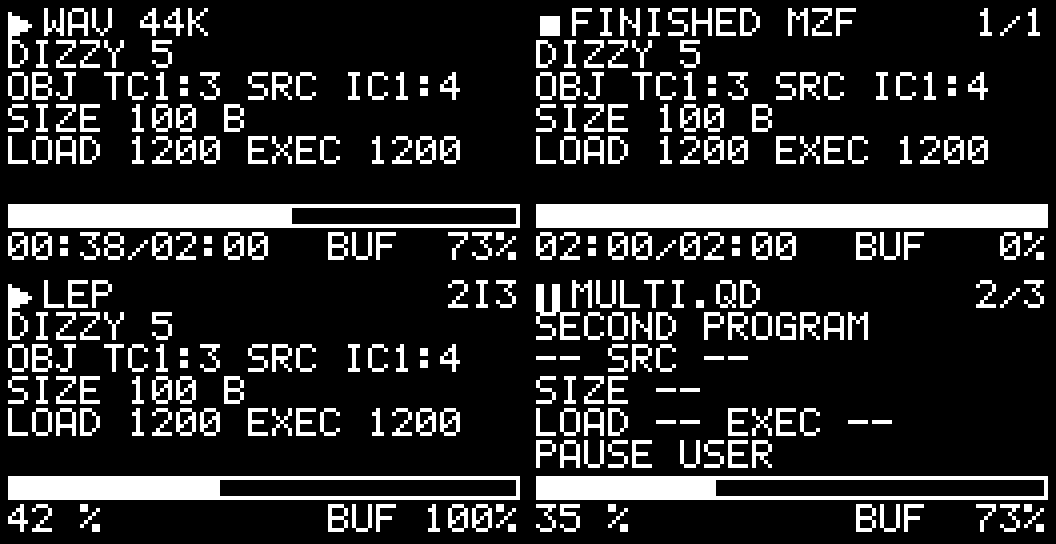 WAV 44K
DIZZY 5
OBJ TC1:3 SRC IC1:4
SIZE 100 B
LOAD 1200 EXEC 1200
00:38/02:00 BUF 73%
FINISHED MZF 1/1
DIZZY 5
OBJ TC1:3 SRC IC1:4
SIZE 100 B
LOAD 1200 EXEC 1200
02:00/02:00 BUF 0%
LEP 2I3
DIZZY 5
OBJ TC1:3 SRC IC1:4
SIZE 100 B
LOAD 1200 EXEC 1200
42 % BUF 100%
MULTI.QD 2/3
SECOND PROGRAM
-- SRC --
SIZE --
LOAD -- EXEC --
PAUSE USER
35 % BUF 73%